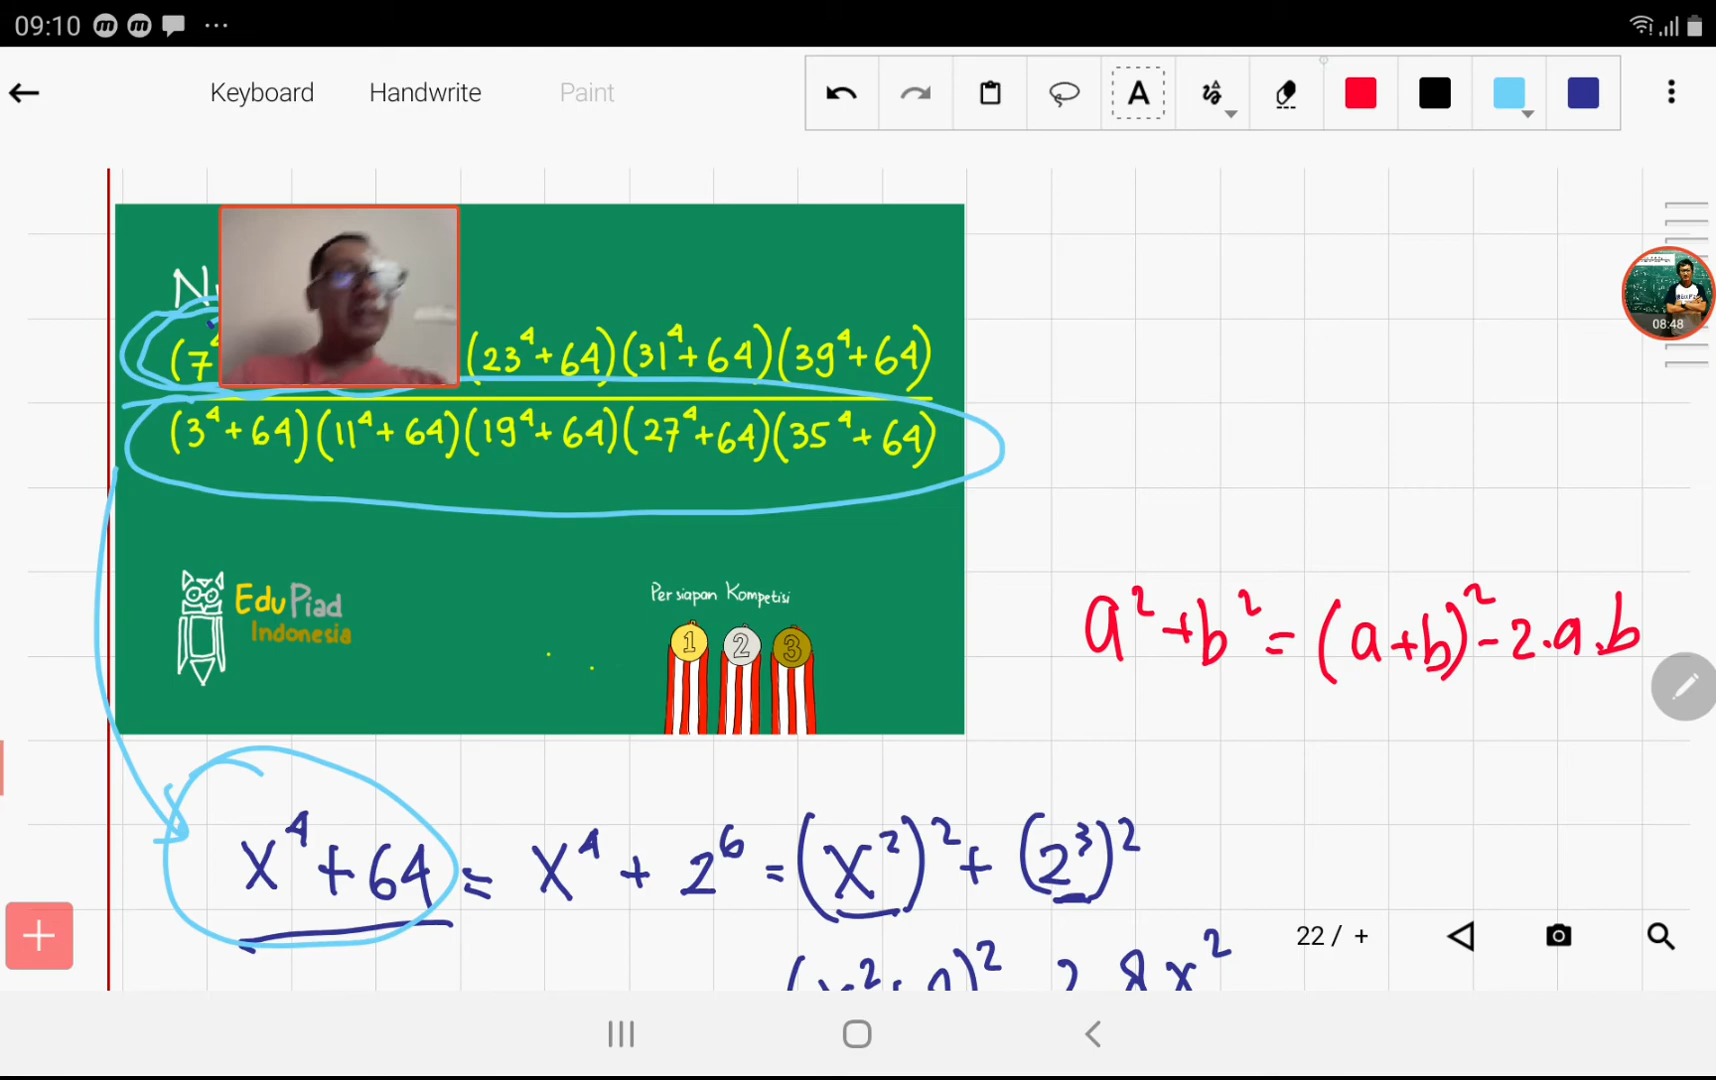 09:10
Keyboard Handwrite Paint A
(7⁴ (23⁴+64)(31⁴+64)(39⁴+64)
(3⁴+64)(11⁴+64)(19⁴+64)(27⁴+64)(35⁴+64)
EduPiad
Indonesia
Persiapan Kompetisi
1 2 3
a²+b²=(a+b)²-2.a.b
08:48
x⁴+64 = x⁴ + 2⁶ =(x²)²+(2³)²
22 / +
8x²